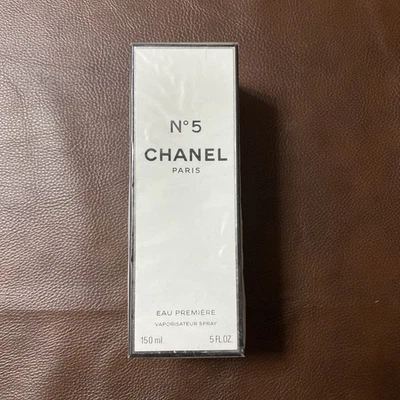 N°5
CHANEL
PARIS
EAU PREMIÈRE
VAPORISATEUR SPRAY
150 ml 5 FL.OZ.